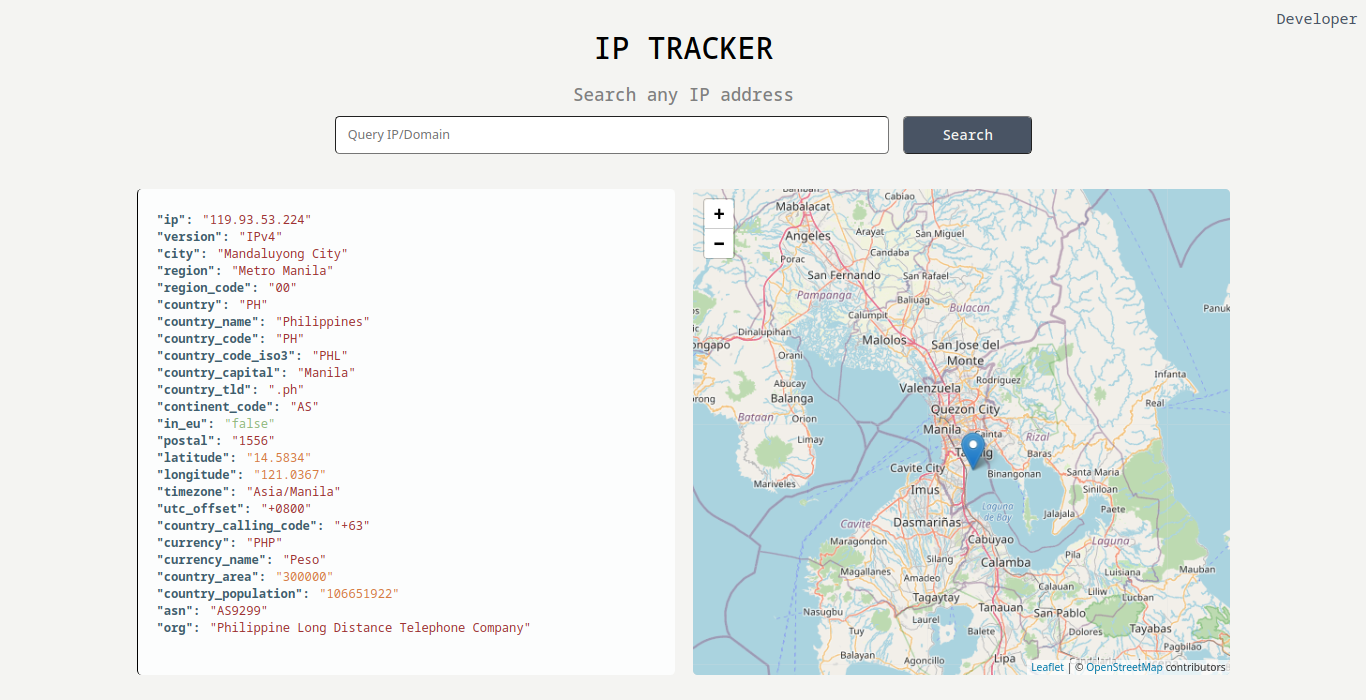 Developer
IP TRACKER
Search any IP address
Query IP/Domain
Search
"ip": "119.93.53.224"
"version": "IPv4"
"city": "Mandaluyong City"
"region": "Metro Manila"
"region_code": "00"
"country": "PH"
"country_name": "Philippines"
"country_code": "PH"
"country_code_iso3": "PHL"
"country_capital": "Manila"
"country_tld": ".ph"
"continent_code": "AS"
"in_eu": "false"
"postal": "1556"
"latitude": "14.5834"
"longitude": "121.0367"
"timezone": "Asia/Manila"
"utc_offset": "+0800"
"country_calling_code": "+63"
"currency": "PHP"
"currency_name": "Peso"
"country_area": "300000"
"country_population": "106651922"
"asn": "AS9299"
"org": "Philippine Long Distance Telephone Company"
+
−
Mabalacat
Cabiao
Angeles
Arayat
San Miguel
Porac
Candaba
San Fernando
San Rafael
Pampanga
Baliuag
Bulacan
Calumpit
Panuk
Dinalupihan
ongapo
Malolos
San Jose del
Monte
Orani
Abucay
Balanga
Valenzuela
Rodriguez
Infanta
orong
Bataan
Orion
Quezon City
Real
Limay
Manila
ainta
Rizal
Baras
Cavite City
Binangonan
Santa Maria
Mariveles
Imus
Siniloan
Laguna
de Bay
Jalajala
Paete
Cavite
Dasmariñas
Maragondon
Cabuyao
Laguna
Silang
Calamba
Pila
Magallanes
Amadeo
Luisiana
Mauban
Calauan
Liliw
Lucban
Nasugbu
Tagaytay
Tanauan
San Pablo
Laurel
Tuy
Balete
Dolores
Tayabas
Pagbilao
Balayan
Agoncillo
Lipa
Leaflet | © OpenStreetMap contributors